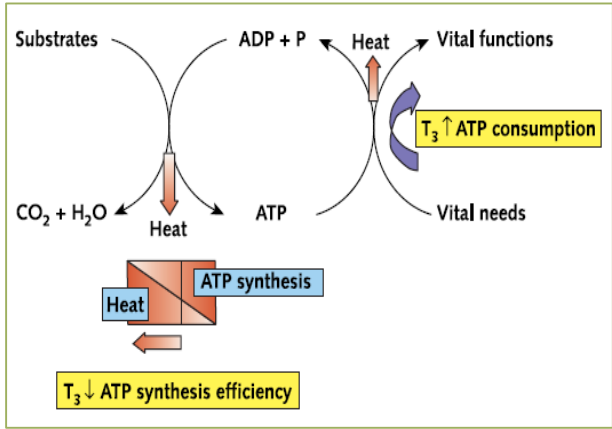 Substrates
ADP + P
Heat
Vital functions
T₃ ↑ ATP consumption
CO₂ + H₂O
Heat
ATP
Vital needs
ATP synthesis
Heat
T₃ ↓ ATP synthesis efficiency